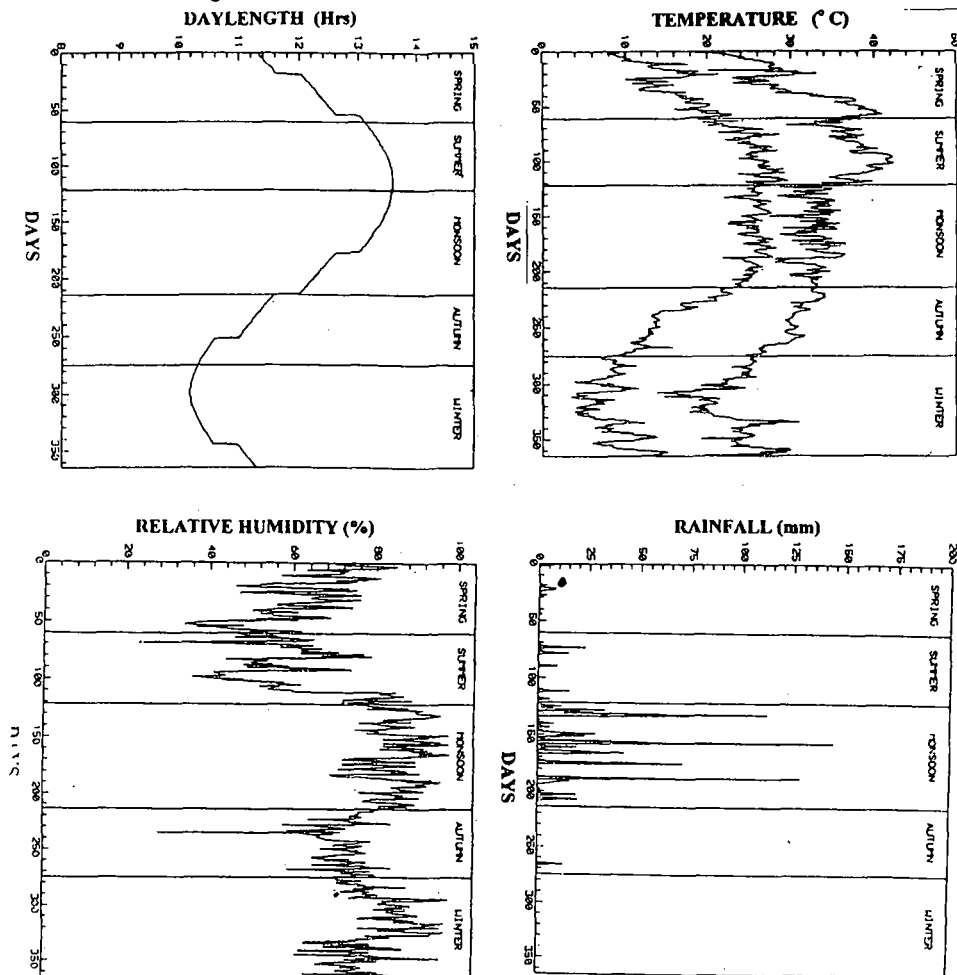 DAYLENGTH (Hrs)
8 9 10 11 12 13 14 15
0 50 100 150 200 250 300 350
SPRING
SUMMER
MONSOON
AUTUMN
WINTER
DAYS
TEMPERATURE (°C)
0 10 20 30 40 50
0 50 100 150 200 250 300 350
SPRING
SUMMER
MONSOON
AUTUMN
WINTER
DAYS
RELATIVE HUMIDITY (%)
0 20 40 60 80 100
0 50 100 150 200 250 300 350
SPRING
SUMMER
MONSOON
AUTUMN
WINTER
RAINFALL (mm)
0 25 50 75 100 125 150 175 200
0 50 100 150 200 250 300 350
SPRING
SUMMER
MONSOON
AUTUMN
WINTER
DAYS